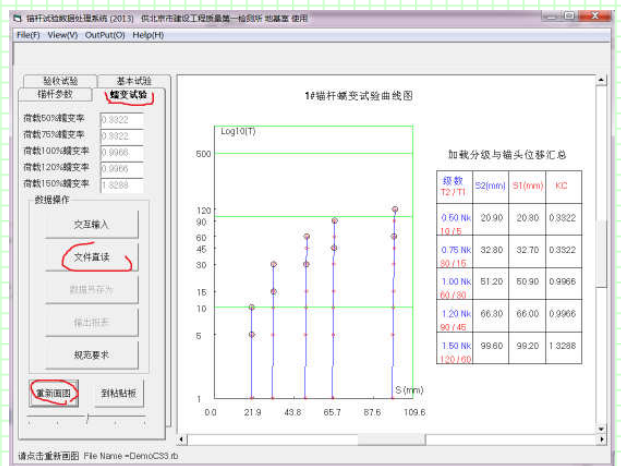 锚杆试验数据处理系统 (2013) 供北京市建设工程质量第一检测所 地基室 使用
File(F) View(V) OutPut(O) Help(H)
验收试验 基本试验
锚杆参数 蠕变试验
荷载50%蠕变率 0.3322
荷载75%蠕变率 0.3322
荷载100%蠕变率 0.9966
荷载120%蠕变率 0.9966
荷载150%蠕变率 1.3288
数据操作
交互输入
文件直读
数据另存为
输出报表
规范要求
重新画图 到粘贴板
1#锚杆蠕变试验曲线图
Log10(T)
500
120
90
60
45
30
15
10
5
1
S (mm)
0.0 21.9 43.8 65.7 87.6 109.6
加载分级与锚头位移汇总
级数 T2/T1 S2(mm) S1(mm) KC
0.50 Nk 20.90 20.80 0.3322
10/5
0.75 Nk 32.80 32.70 0.3322
30/15
1.00 Nk 51.20 50.90 0.9966
60/30
1.20 Nk 66.30 66.00 0.9966
90/45
1.50 Nk 99.60 99.20 1.3288
120/60
请点击重新画图 File Name =DemoC33.rb